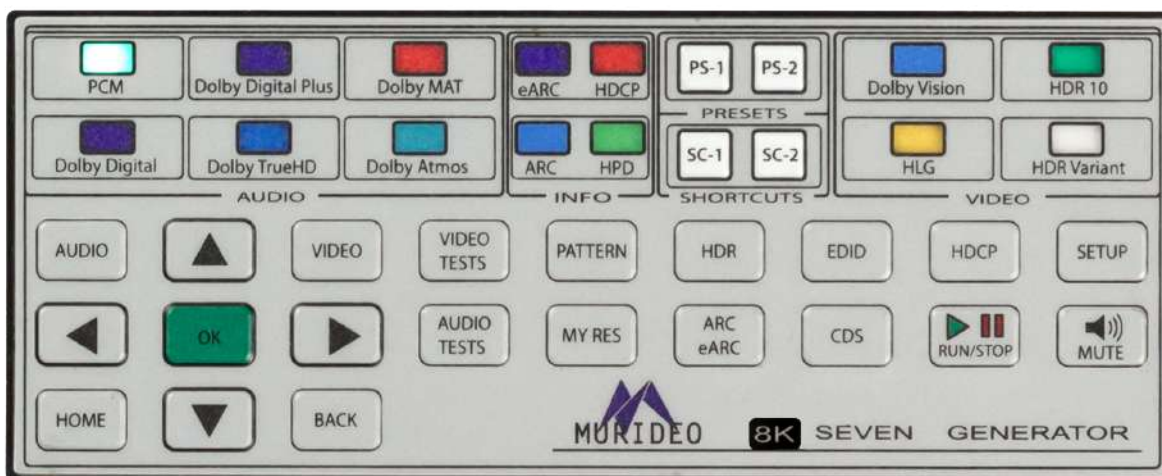 PCM
Dolby Digital Plus
Dolby MAT
eARC
HDCP
PS-1
PS-2
Dolby Vision
HDR 10
PRESETS
Dolby Digital
Dolby TrueHD
Dolby Atmos
ARC
HPD
SC-1
SC-2
HLG
HDR Variant
AUDIO
INFO
SHORTCUTS
VIDEO
AUDIO
VIDEO
VIDEO
TESTS
PATTERN
HDR
EDID
HDCP
SETUP
OK
AUDIO
TESTS
MY RES
ARC
eARC
CDS
RUN/STOP
MUTE
HOME
BACK
MURIDEO
8K SEVEN GENERATOR